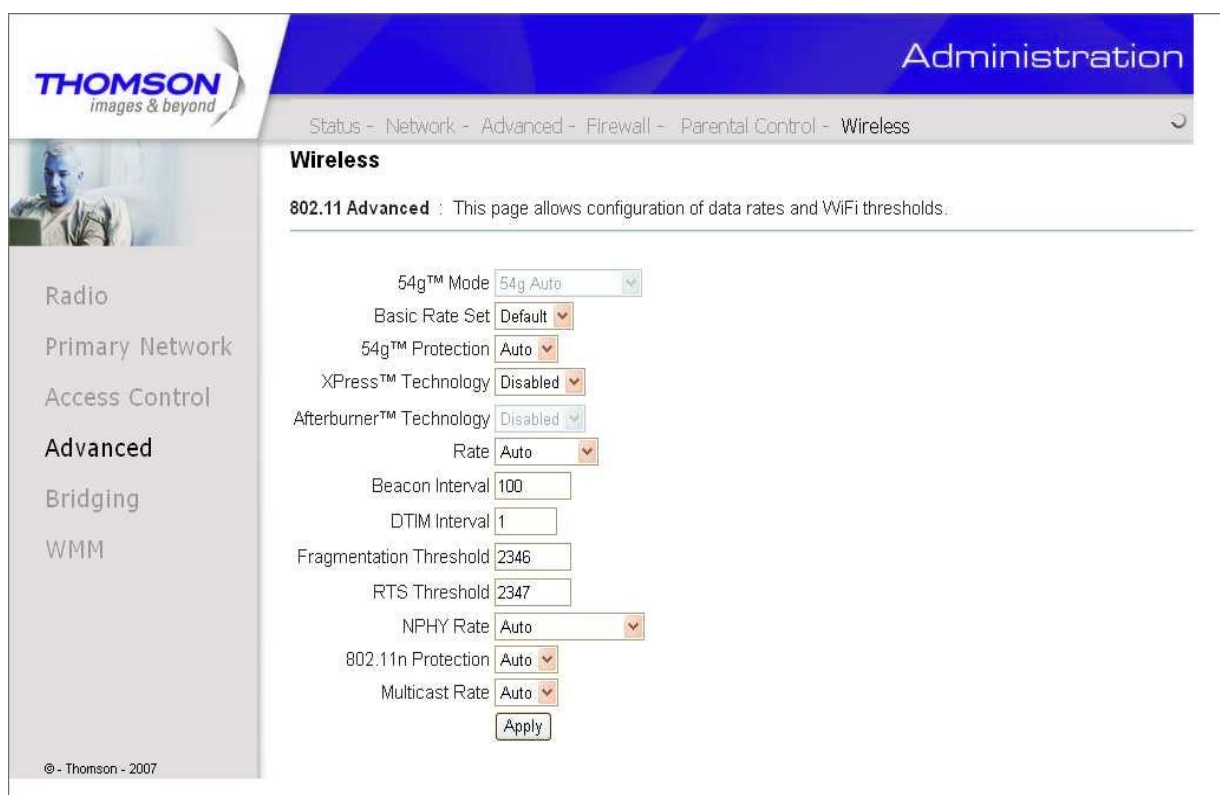 THOMSON
images & beyond
Administration
Status - Network - Advanced - Firewall - Parental Control - Wireless
Wireless
802.11 Advanced : This page allows configuration of data rates and WiFi thresholds.
Radio
Primary Network
Access Control
Advanced
Bridging
WMM
54g™ Mode 54g Auto
Basic Rate Set Default
54g™ Protection Auto
XPress™ Technology Disabled
Afterburner™ Technology Disabled
Rate Auto
Beacon Interval 100
DTIM Interval 1
Fragmentation Threshold 2346
RTS Threshold 2347
NPHY Rate Auto
802.11n Protection Auto
Multicast Rate Auto
Apply
© - Thomson - 2007